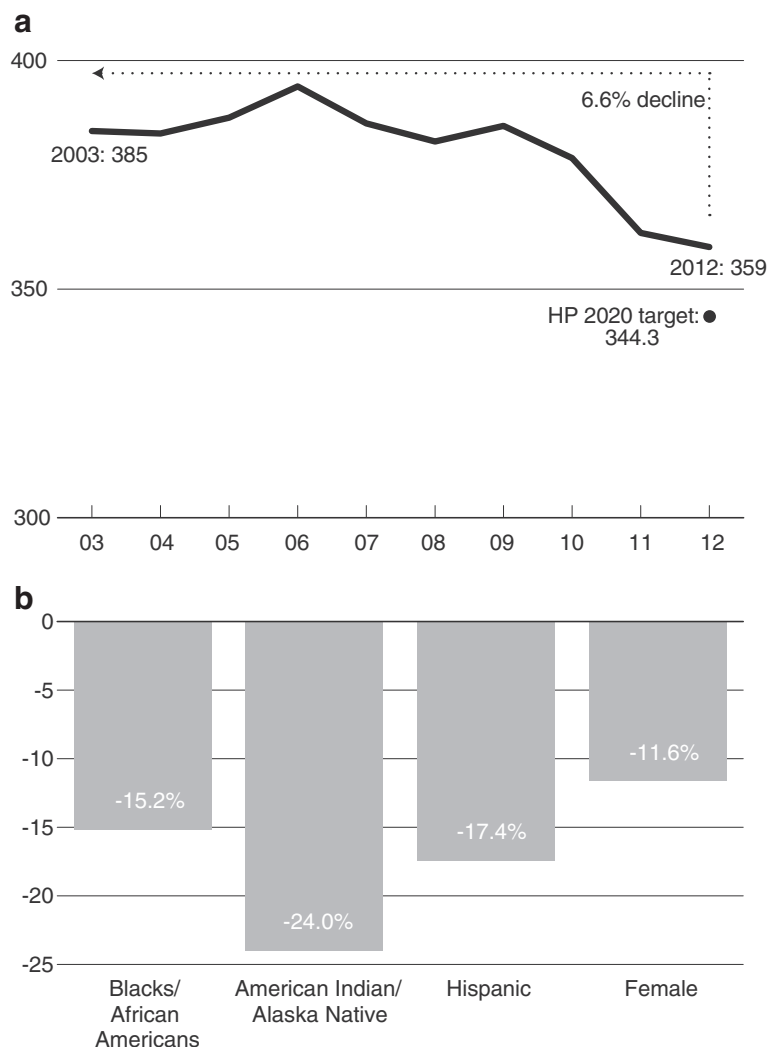 a
400
6.6% decline
2003: 385
2012: 359
350
HP 2020 target:
344.3
300
03 04 05 06 07 08 09 10 11 12
b
0
-5
-10
-15
-20
-25
-15.2%
-24.0%
-17.4%
-11.6%
Blacks/
African
Americans
American Indian/
Alaska Native
Hispanic
Female